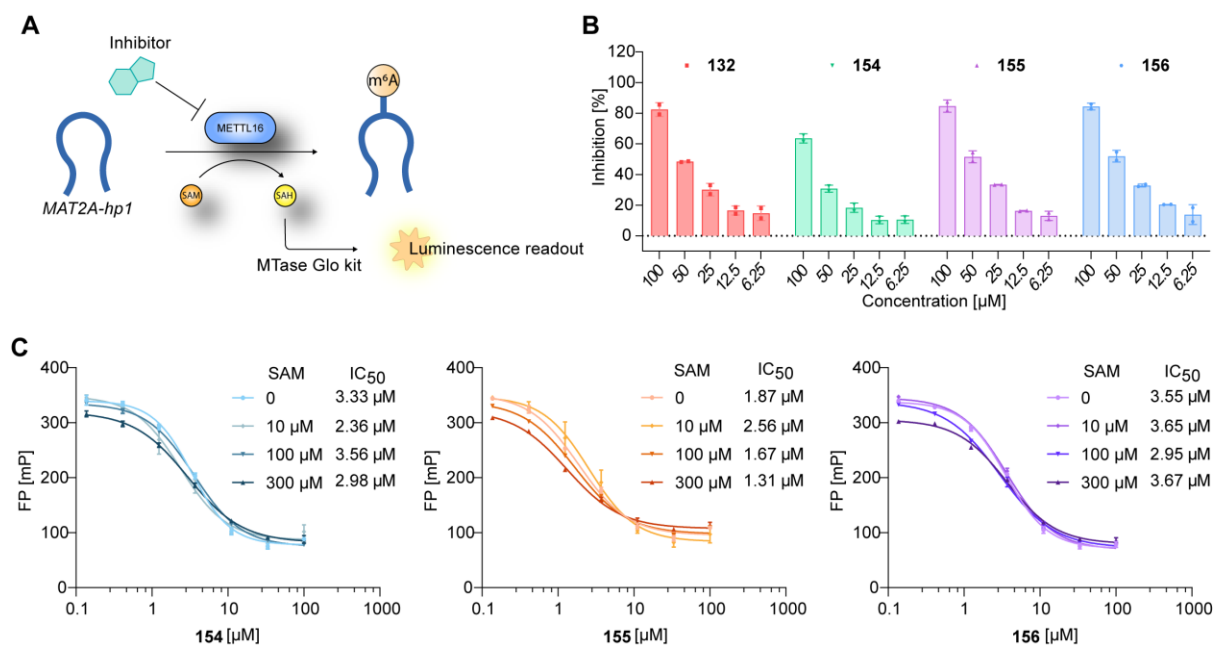 A
Inhibitor
METTL16
m⁶A
SAM
SAH
MAT2A-hp1
MTase Glo kit
Luminescence readout
B
132
154
155
156
Inhibition [%]
120
100
80
60
40
20
0
100
50
25
12.5
6.25
100
50
25
12.5
6.25
100
50
25
12.5
6.25
100
50
25
12.5
6.25
Concentration [µM]
C
FP [mP]
400
300
200
100
0
SAM IC50
0 3.33 µM
10 µM 2.36 µM
100 µM 3.56 µM
300 µM 2.98 µM
0.1 1 10 100 1000
154 [µM]
FP [mP]
400
300
200
100
0
SAM IC50
0 1.87 µM
10 µM 2.56 µM
100 µM 1.67 µM
300 µM 1.31 µM
0.1 1 10 100 1000
155 [µM]
FP [mP]
400
300
200
100
0
SAM IC50
0 3.55 µM
10 µM 3.65 µM
100 µM 2.95 µM
300 µM 3.67 µM
0.1 1 10 100 1000
156 [µM]